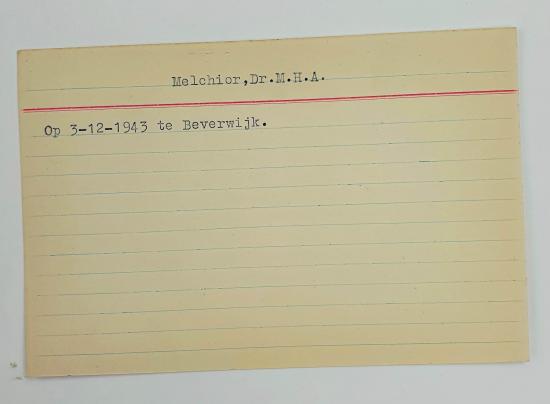 Melchior,Dr.M.H.A.
Op 3-12-1943 te Beverwijk.